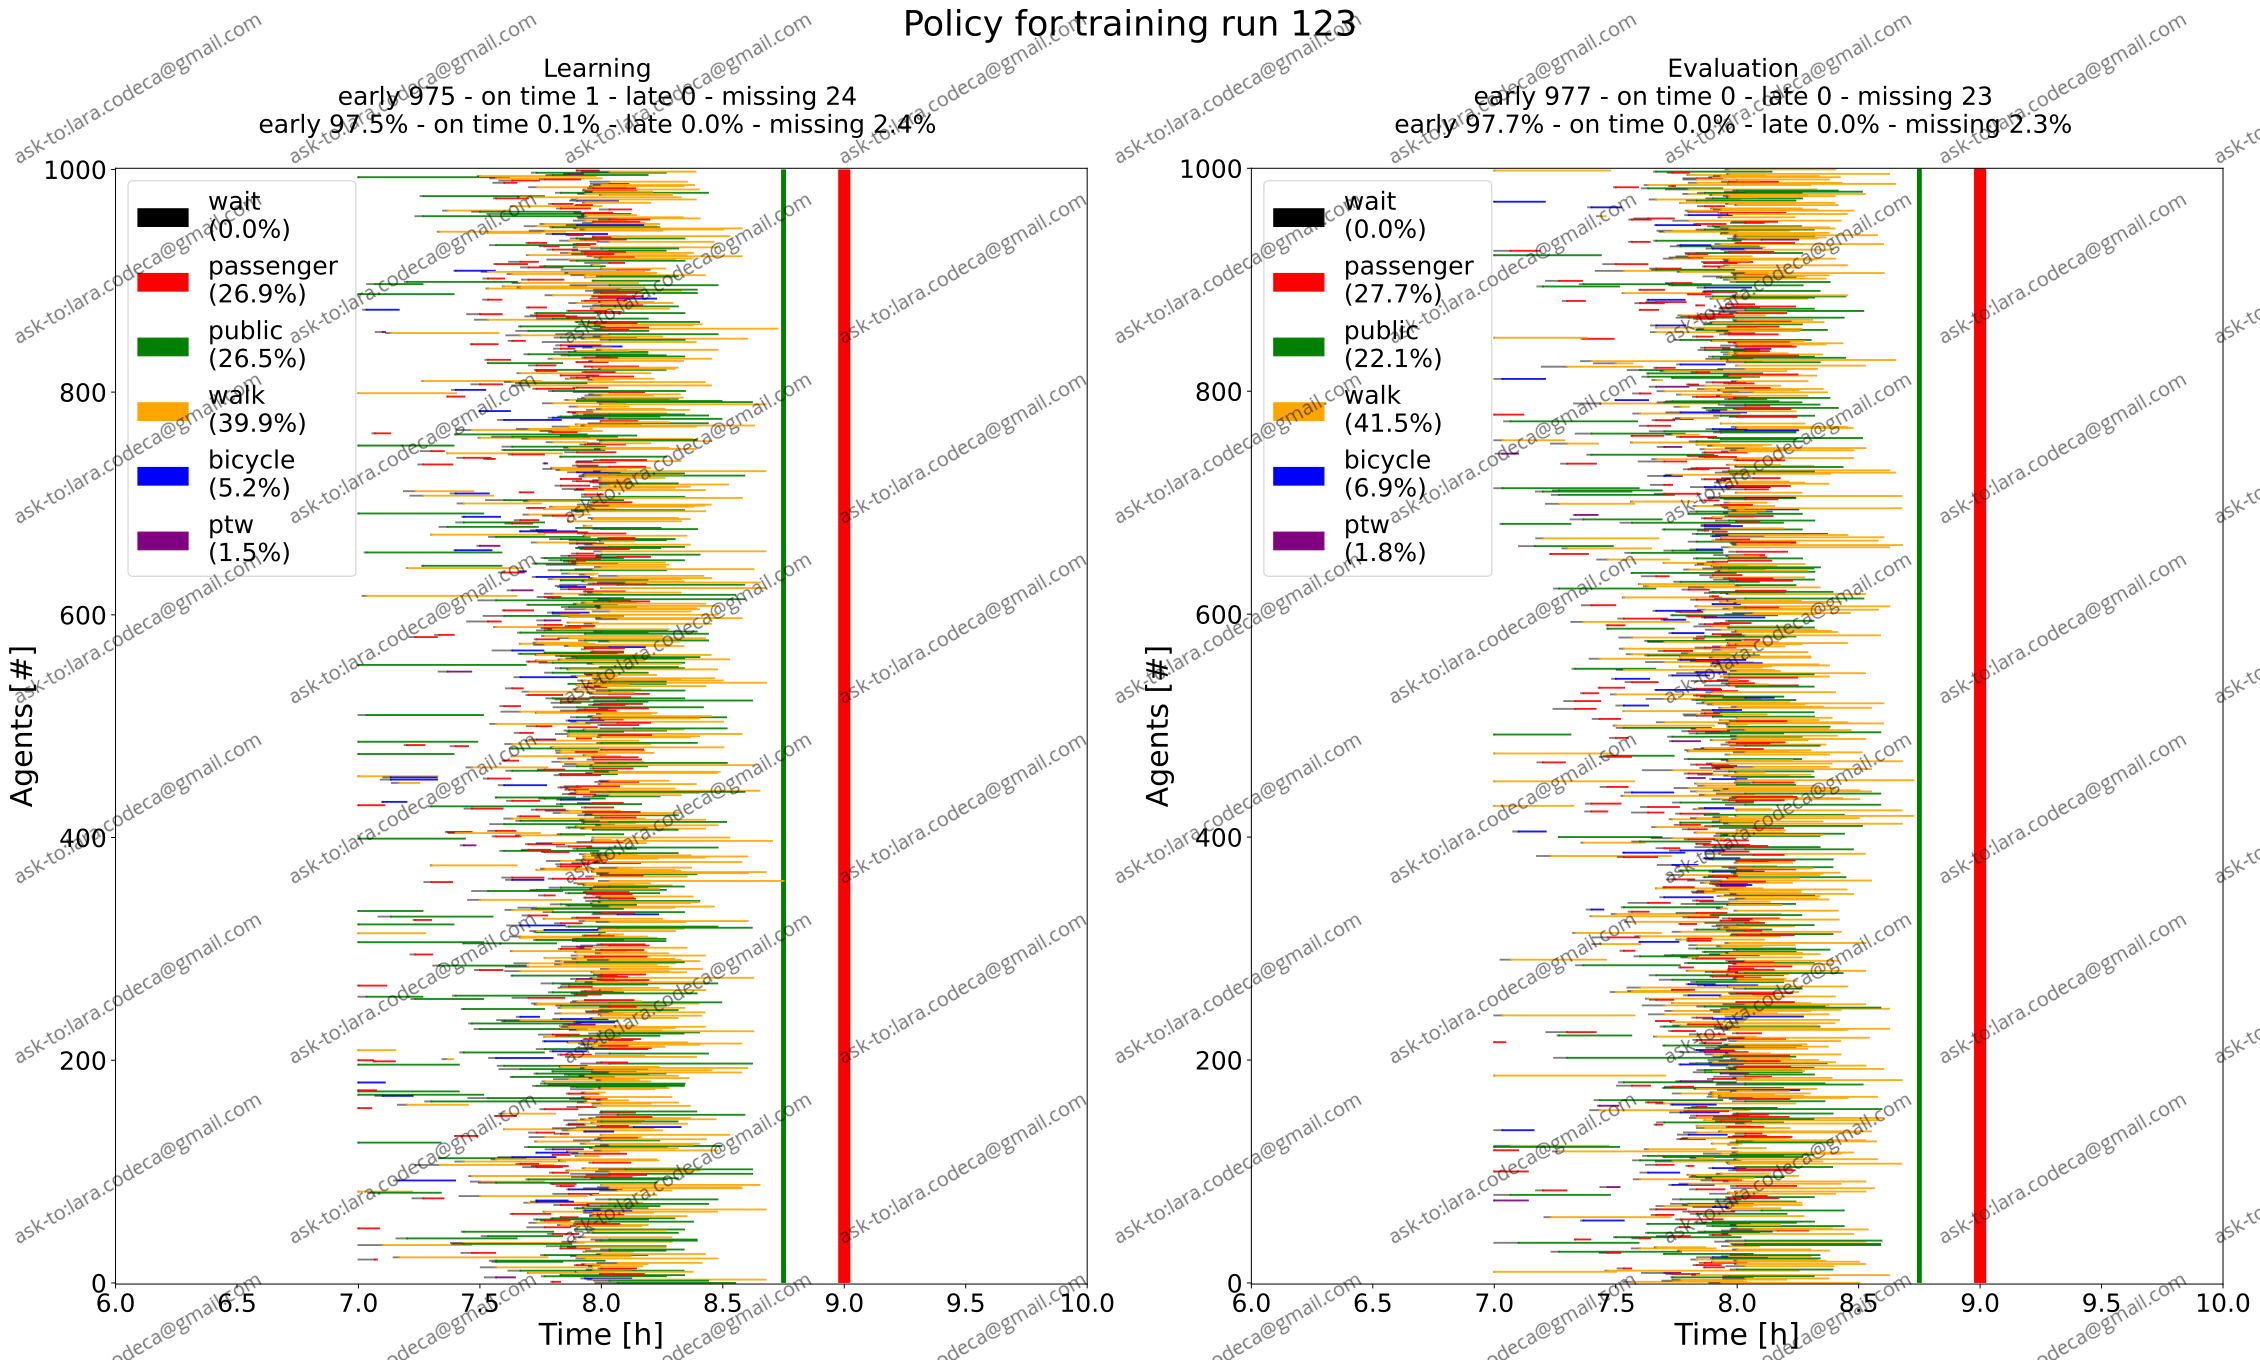 Policy for training run 123
Learning
early 975 - on time 1 - late 0 - missing 24
early 97.5% - on time 0.1% - late 0.0% - missing 2.4%
1000
800
600
400
200
0
Agents [#]
wait
(0.0%)
passenger
(26.9%)
public
(26.5%)
walk
(39.9%)
bicycle
(5.2%)
ptw
(1.5%)
6.0 6.5 7.0 7.5 8.0 8.5 9.0 9.5 10.0
Time [h]
Evaluation
early 977 - on time 0 - late 0 - missing 23
early 97.7% - on time 0.0% - late 0.0% - missing 2.3%
1000
800
600
400
200
0
Agents [#]
wait
(0.0%)
passenger
(27.7%)
public
(22.1%)
walk
(41.5%)
bicycle
(6.9%)
ptw
(1.8%)
6.0 6.5 7.0 7.5 8.0 8.5 9.0 9.5 10.0
Time [h]
ask-to:lara.codeca@gmail.com